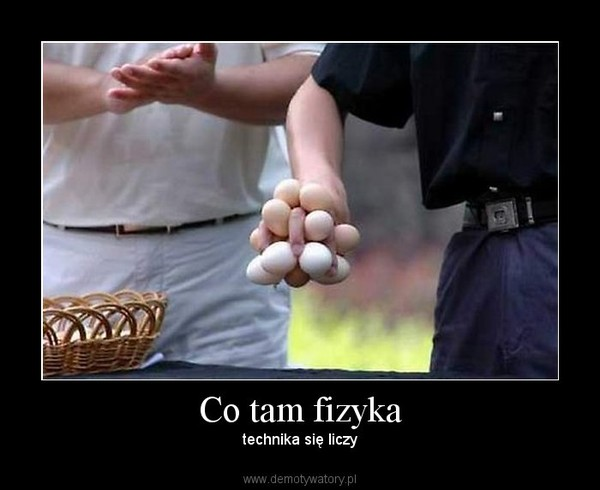 Co tam fizyka
technika się liczy
www.demotywatory.pl